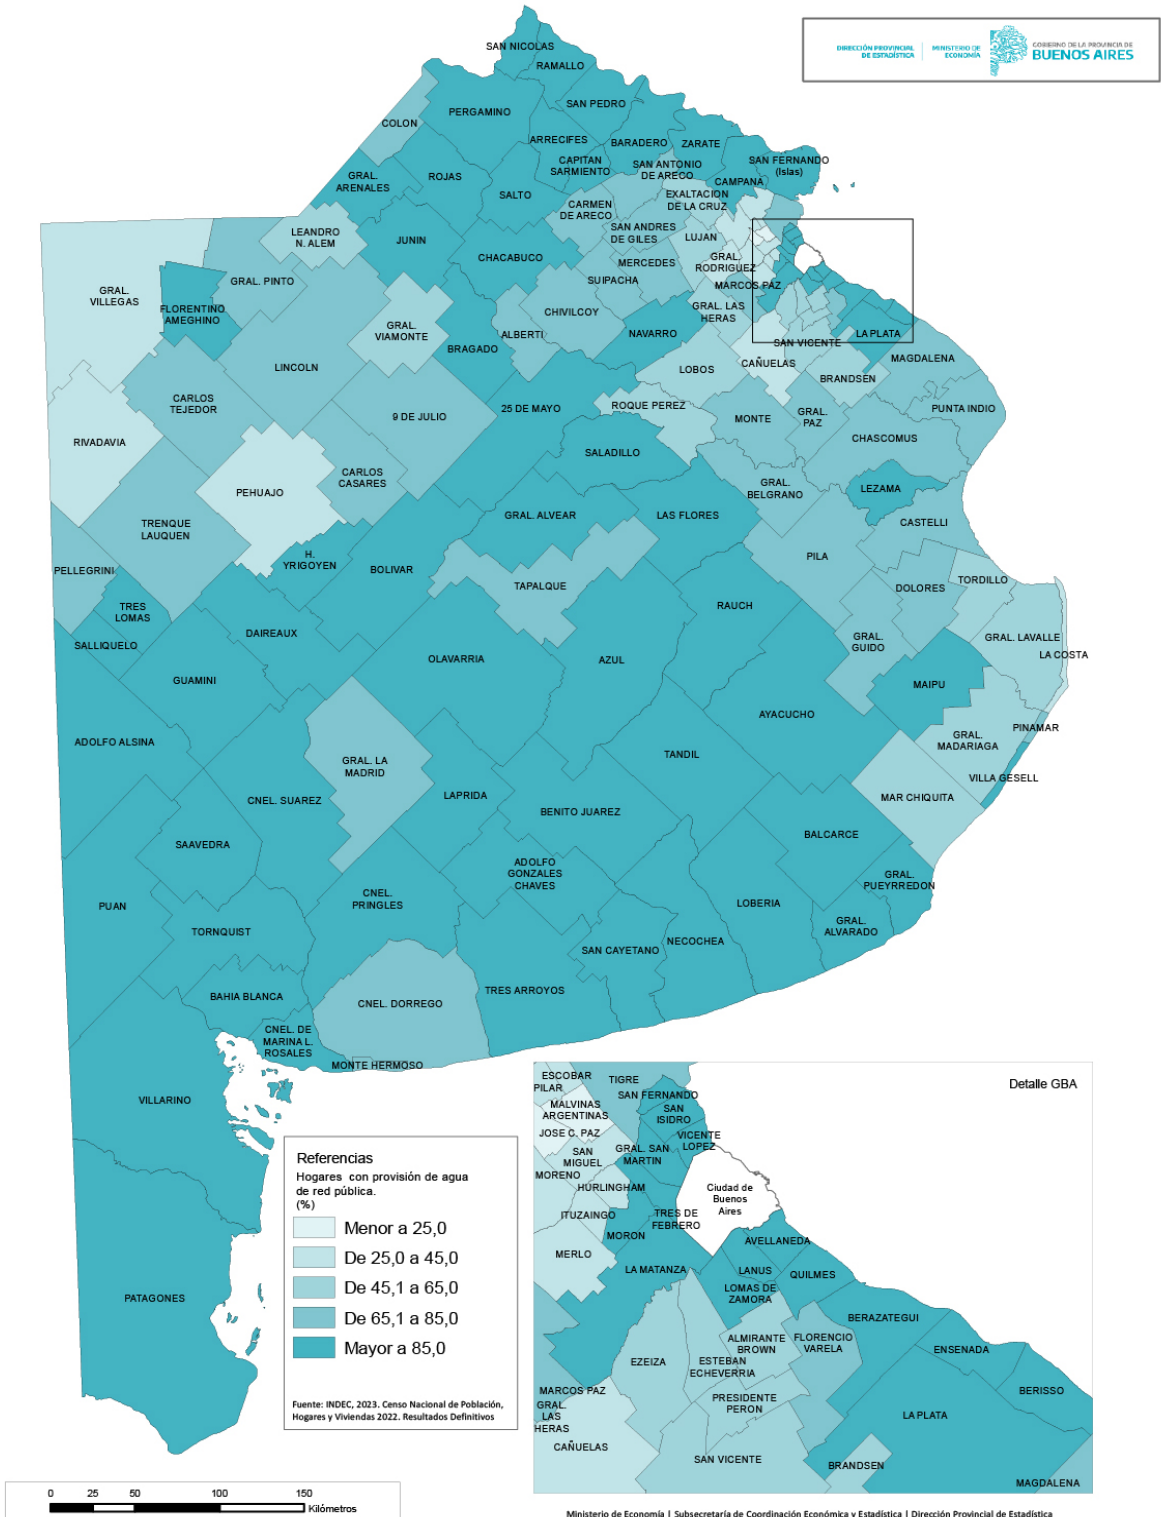 DIRECCIÓN PROVINCIAL
DE ESTADÍSTICA
MINISTERIO DE
ECONOMÍA
GOBIERNO DE LA PROVINCIA DE
BUENOS AIRES
SAN NICOLAS
RAMALLO
SAN PEDRO
PERGAMINO
COLON
ARRECIFES
BARADERO
ZARATE
CAPITAN
SARMIENTO
SAN ANTONIO
DE ARECO
SAN FERNANDO
(Islas)
CAMPANA
GRAL.
ARENALES
ROJAS
SALTO
EXALTACION
DE LA CRUZ
CARMEN
DE ARECO
SAN ANDRES
DE GILES
LUJAN
LEANDRO
N. ALEM
JUNIN
CHACABUCO
MERCEDES
GRAL.
RODRIGUEZ
SUIPACHA
MARCOS PAZ
GRAL.
VILLEGAS
GRAL. PINTO
FLORENTINO
AMEGHINO
CHIVILCOY
GRAL. LAS
HERAS
GRAL.
VIAMONTE
ALBERTI
NAVARRO
LA PLATA
SAN VICENTE
BRAGADO
MAGDALENA
LINCOLN
LOBOS
CAÑUELAS
BRANDSEN
CARLOS
TEJEDOR
9 DE JULIO
25 DE MAYO
ROQUE PEREZ
MONTE
GRAL.
PAZ
PUNTA INDIO
RIVADAVIA
CHASCOMUS
SALADILLO
CARLOS
CASARES
PEHUAJO
GRAL.
BELGRANO
LEZAMA
TRENQUE
LAUQUEN
GRAL. ALVEAR
LAS FLORES
CASTELLI
PELLEGRINI
H.
YRIGOYEN
BOLIVAR
PILA
TAPALQUE
DOLORES
TORDILLO
TRES
LOMAS
RAUCH
DAIREAUX
GRAL.
GUIDO
GRAL. LAVALLE
SALLIQUELO
LA COSTA
OLAVARRIA
AZUL
GUAMINI
MAIPU
AYACUCHO
PINAMAR
ADOLFO ALSINA
GRAL.
MADARIAGA
GRAL. LA
MADRID
TANDIL
VILLA GESELL
CNEL. SUAREZ
LAPRIDA
MAR CHIQUITA
BENITO JUAREZ
BALCARCE
SAAVEDRA
ADOLFO
GONZALES
CHAVES
GRAL.
PUEYRREDON
CNEL.
PRINGLES
PUAN
LOBERIA
GRAL.
ALVARADO
TORNQUIST
NECOCHEA
SAN CAYETANO
BAHIA BLANCA
TRES ARROYOS
CNEL. DORREGO
CNEL. DE
MARINA L.
ROSALES
MONTE HERMOSO
VILLARINO
PATAGONES
Referencias
Hogares con provisión de agua
de red pública.
(%)
Menor a 25,0
De 25,0 a 45,0
De 45,1 a 65,0
De 65,1 a 85,0
Mayor a 85,0
Fuente: INDEC, 2023. Censo Nacional de Población,
Hogares y Viviendas 2022. Resultados Definitivos
0 25 50 100 150
Kilómetros
Detalle GBA
ESCOBAR
PILAR
TIGRE
SAN FERNANDO
MALVINAS
ARGENTINAS
SAN
ISIDRO
JOSE C. PAZ
VICENTE
LOPEZ
SAN
MIGUEL
GRAL. SAN
MARTIN
MORENO
HURLINGHAM
Ciudad de
Buenos
Aires
ITUZAINGO
TRES DE
FEBRERO
MORON
AVELLANEDA
MERLO
LA MATANZA
LANUS
QUILMES
LOMAS DE
ZAMORA
BERAZATEGUI
ALMIRANTE
BROWN
FLORENCIO
VARELA
ENSENADA
EZEIZA
ESTEBAN
ECHEVERRIA
BERISSO
MARCOS PAZ
PRESIDENTE
PERON
GRAL.
LAS
HERAS
LA PLATA
CAÑUELAS
SAN VICENTE
BRANDSEN
MAGDALENA
Ministerio de Economía | Subsecretaría de Coordinación Económica y Estadística | Dirección Provincial de Estadística